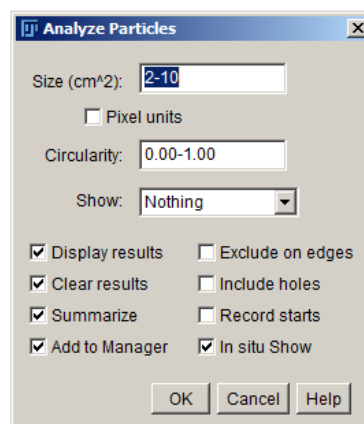 Analyze Particles
Size (cm^2): 2-10
Pixel units
Circularity: 0.00-1.00
Show: Nothing
Display results Exclude on edges
Clear results Include holes
Summarize Record starts
Add to Manager In situ Show
OK Cancel Help